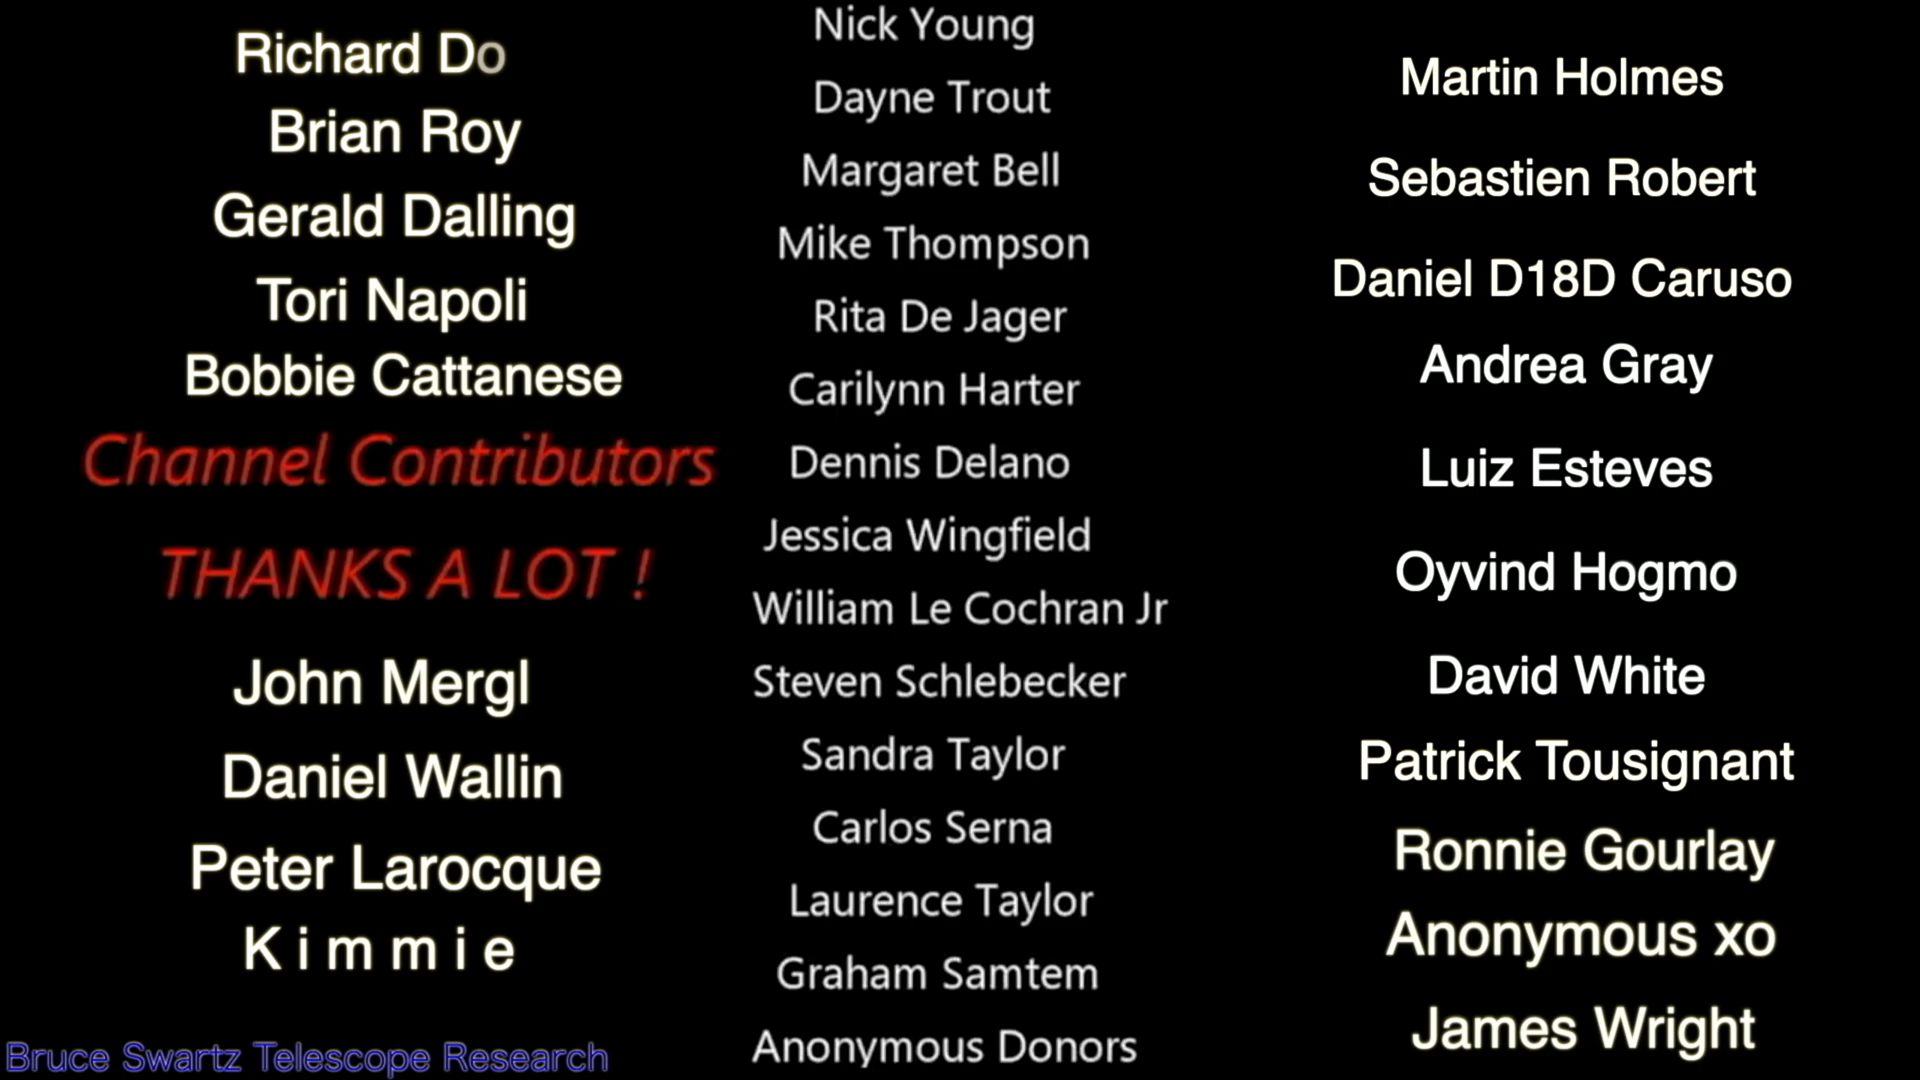 Richard Do
Brian Roy
Gerald Dalling
Tori Napoli
Bobbie Cattanese
Channel Contributors
THANKS A LOT !
John Mergl
Daniel Wallin
Peter Larocque
K i m m i e
Bruce Swartz Telescope Research
Nick Young
Dayne Trout
Margaret Bell
Mike Thompson
Rita De Jager
Carilynn Harter
Dennis Delano
Jessica Wingfield
William Le Cochran Jr
Steven Schlebecker
Sandra Taylor
Carlos Serna
Laurence Taylor
Graham Samtem
Anonymous Donors
Martin Holmes
Sebastien Robert
Daniel D18D Caruso
Andrea Gray
Luiz Esteves
Oyvind Hogmo
David White
Patrick Tousignant
Ronnie Gourlay
Anonymous xo
James Wright